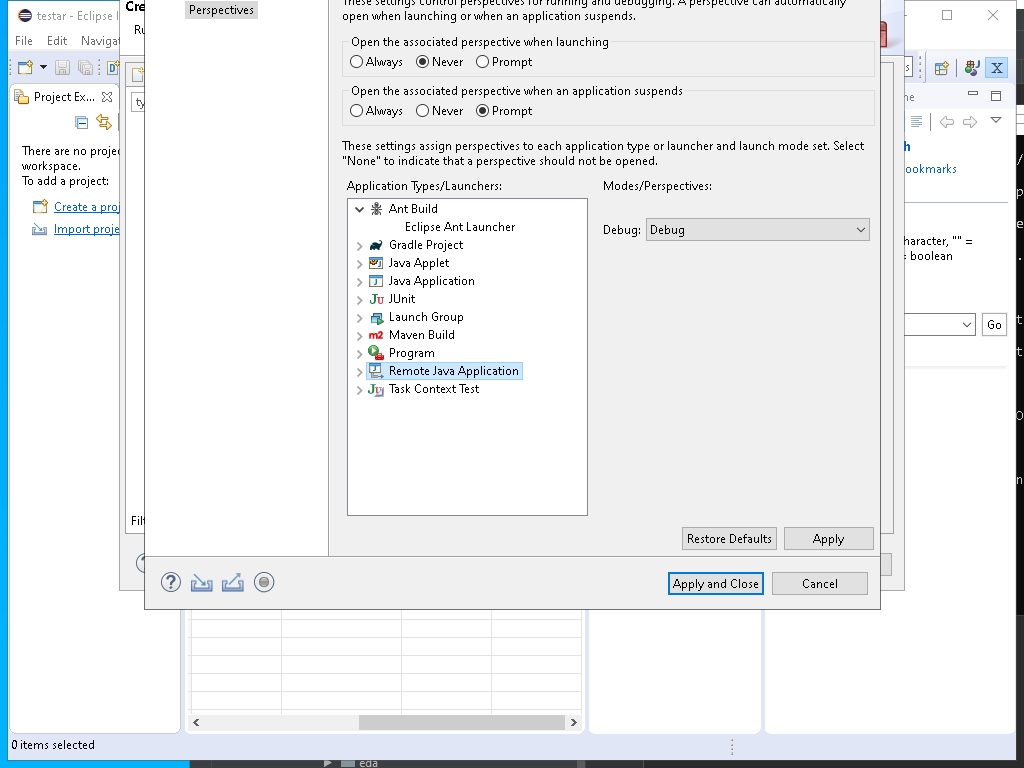 testar - Eclipse I
Cre
Perspectives
These settings control perspectives for running and debugging. A perspective can automatically
open when launching or when an application suspends.
File Edit Navigat
Ru
Open the associated perspective when launching
Always Never Prompt
Open the associated perspective when an application suspends
Always Never Prompt
Project Ex...
ty
These settings assign perspectives to each application type or launcher and launch mode set. Select
"None" to indicate that a perspective should not be opened.
There are no proje
workspace.
To add a project:
Create a proj
Import proje
Application Types/Launchers:
Modes/Perspectives:
Ant Build
Eclipse Ant Launcher
Gradle Project
Java Applet
Java Application
JUnit
Launch Group
Maven Build
Program
Remote Java Application
Task Context Test
Debug: Debug
ookmarks
haracter, "" =
= boolean
Go
Filt
Restore Defaults
Apply
Apply and Close
Cancel
0 items selected
eda